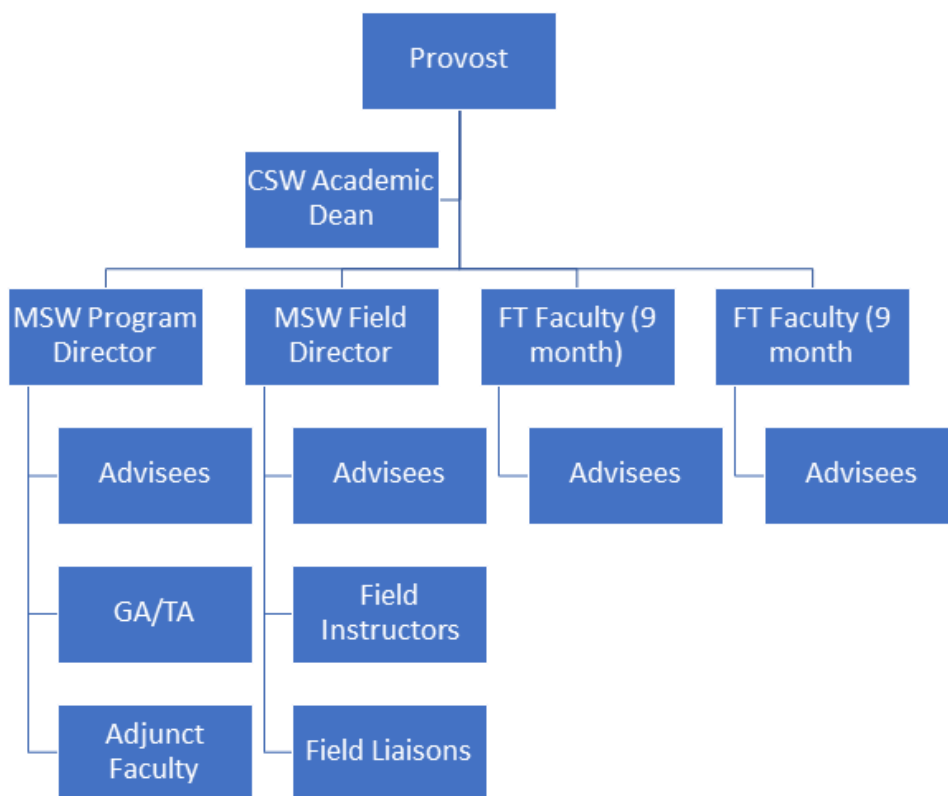 Provost
CSW Academic
Dean
MSW Program
Director
MSW Field
Director
FT Faculty (9
month)
FT Faculty (9
month
Advisees
Advisees
Advisees
Advisees
GA/TA
Field
Instructors
Adjunct
Faculty
Field Liaisons